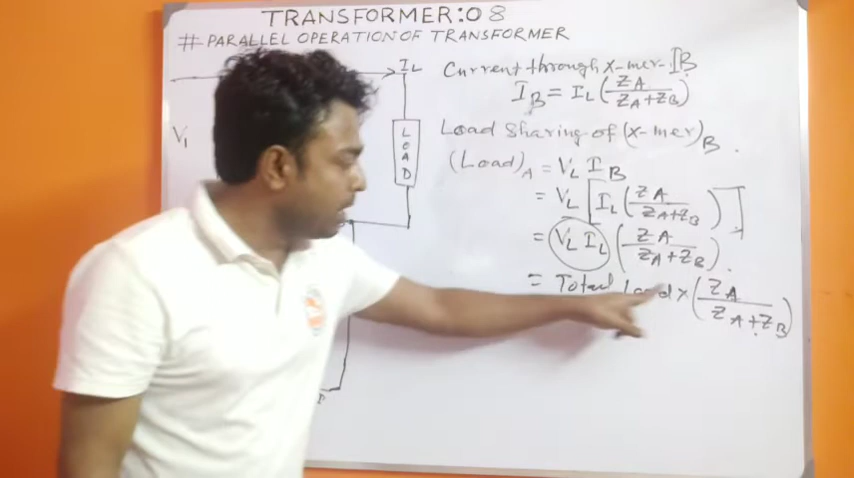 TRANSFORMER:08
# PARALLEL OPERATION OF TRANSFORMER
IL
V1
LOAD
Current through x-mer-IB
IB = IL (ZA / ZA+ZB)
Load Sharing of (x-mer)B.
(Load)A = VL IB
= VL [IL (ZA / ZA+ZB)]
= VL IL (ZA / ZA+ZB).
= Total Load x (ZA / ZA+ZB)